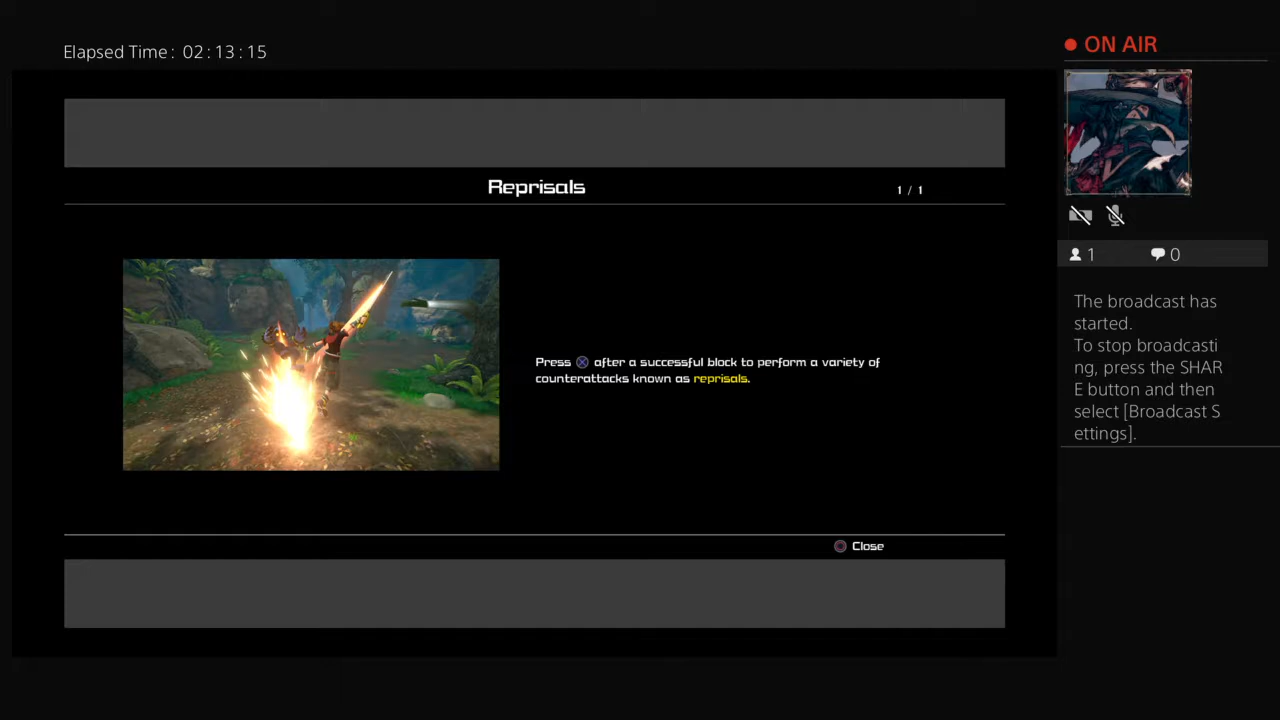 Elapsed Time: 02:13:15
ON AIR
Reprisals
1 / 1
1
0
The broadcast has
started.
To stop broadcasti
ng, press the SHAR
E button and then
select [Broadcast S
ettings].
Press after a successful block to perform a variety of
counterattacks known as reprisals.
Close